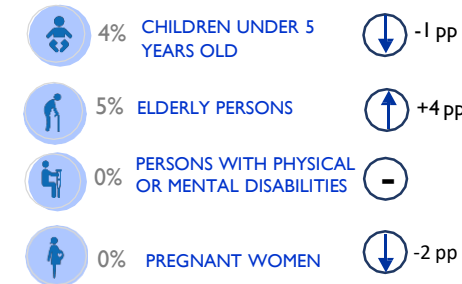 4% CHILDREN UNDER 5 -1 pp
YEARS OLD
5% ELDERLY PERSONS +4 pp
PERSONS WITH PHYSICAL
0% OR MENTAL DISABILITIES -
0% PREGNANT WOMEN -2 pp